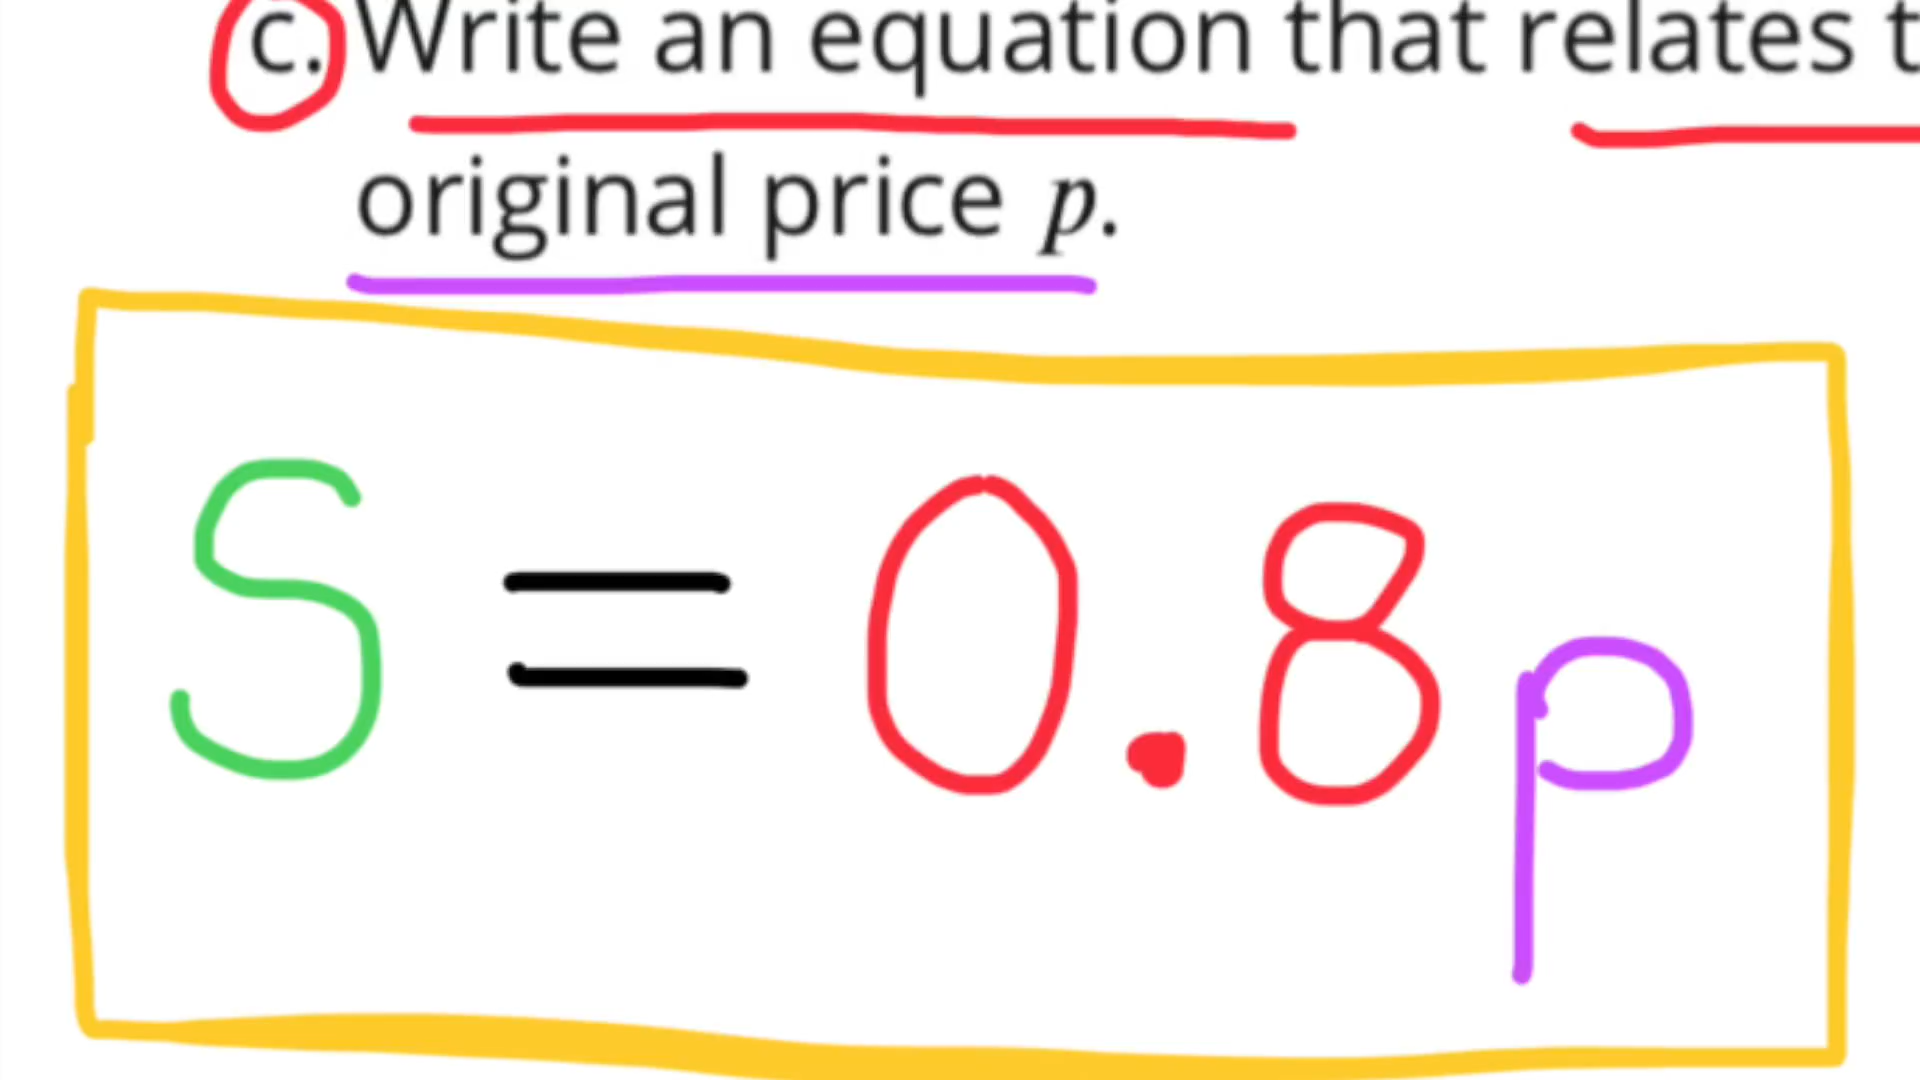 c. Write an equation that relates t
original price p.
S = 0.8p